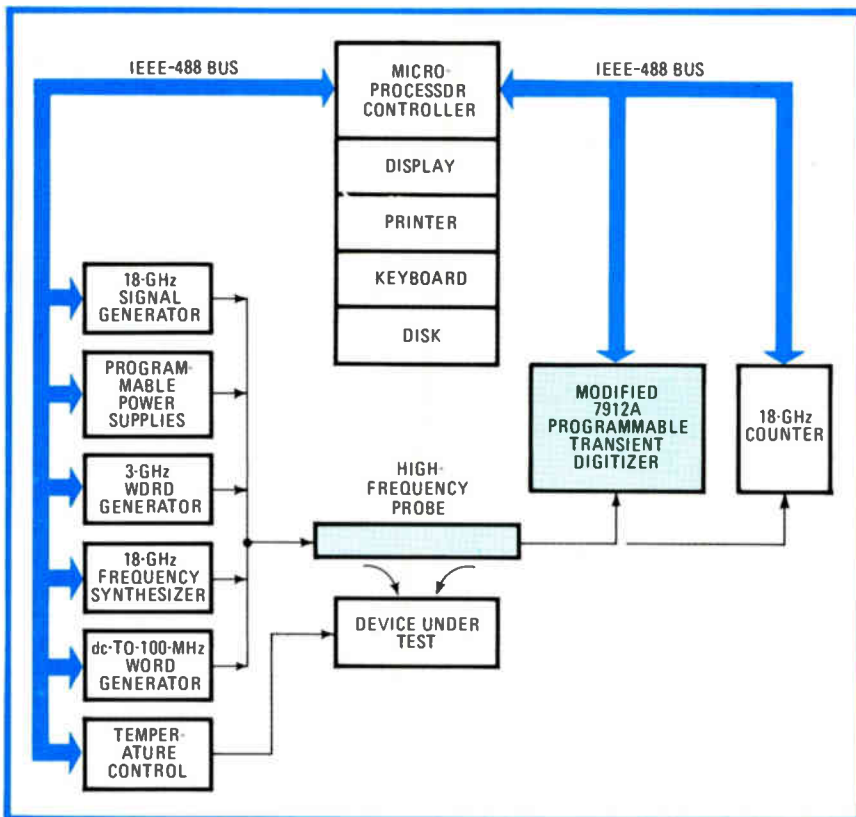 IEEE-488 BUS
MICRO-
PROCESSDR
CONTROLLER
IEEE-488 BUS
DISPLAY
PRINTER
KEYBOARD
DISK
18-GHz
SIGNAL
GENERATOR
PROGRAM-
MABLE
POWER
SUPPLIES
3-GHz
WDRD
GENERATOR
18-GHz
FREQUENCY
SYNTHESIZER
dc-TO-100-MHz
WORD
GENERATOR
TEMPER-
ATURE
CONTROL
HIGH-
FREQUENCY
PROBE
DEVICE UNDER
TEST
MODIFIED
7912A
PROGRAMMABLE
TRANSIENT
DIGITIZER
18-GHz
COUNTER